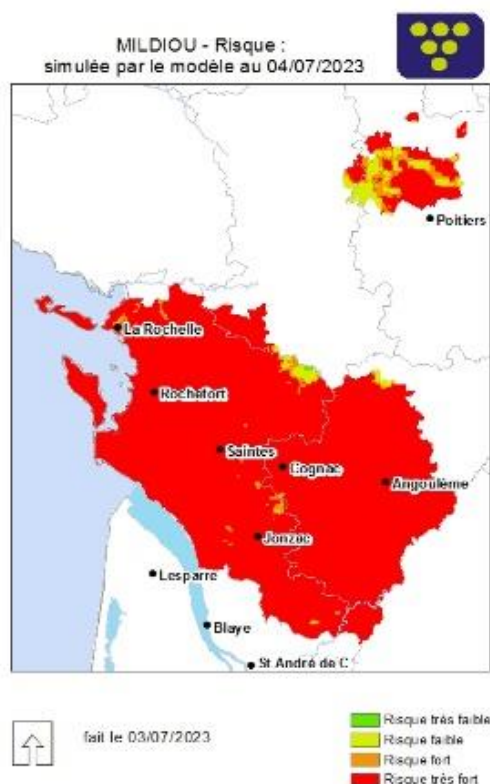 MILDIOU - Risque :
simulée par le modèle au 04/07/2023
Poitiers
La Rochelle
Rochefort
Saintes
Cognac
Angoulême
Jonzac
Lesparre
Blaye
St André de C
fait le 03/07/2023
Risque très faible
Risque faible
Risque fort
Risque très fort